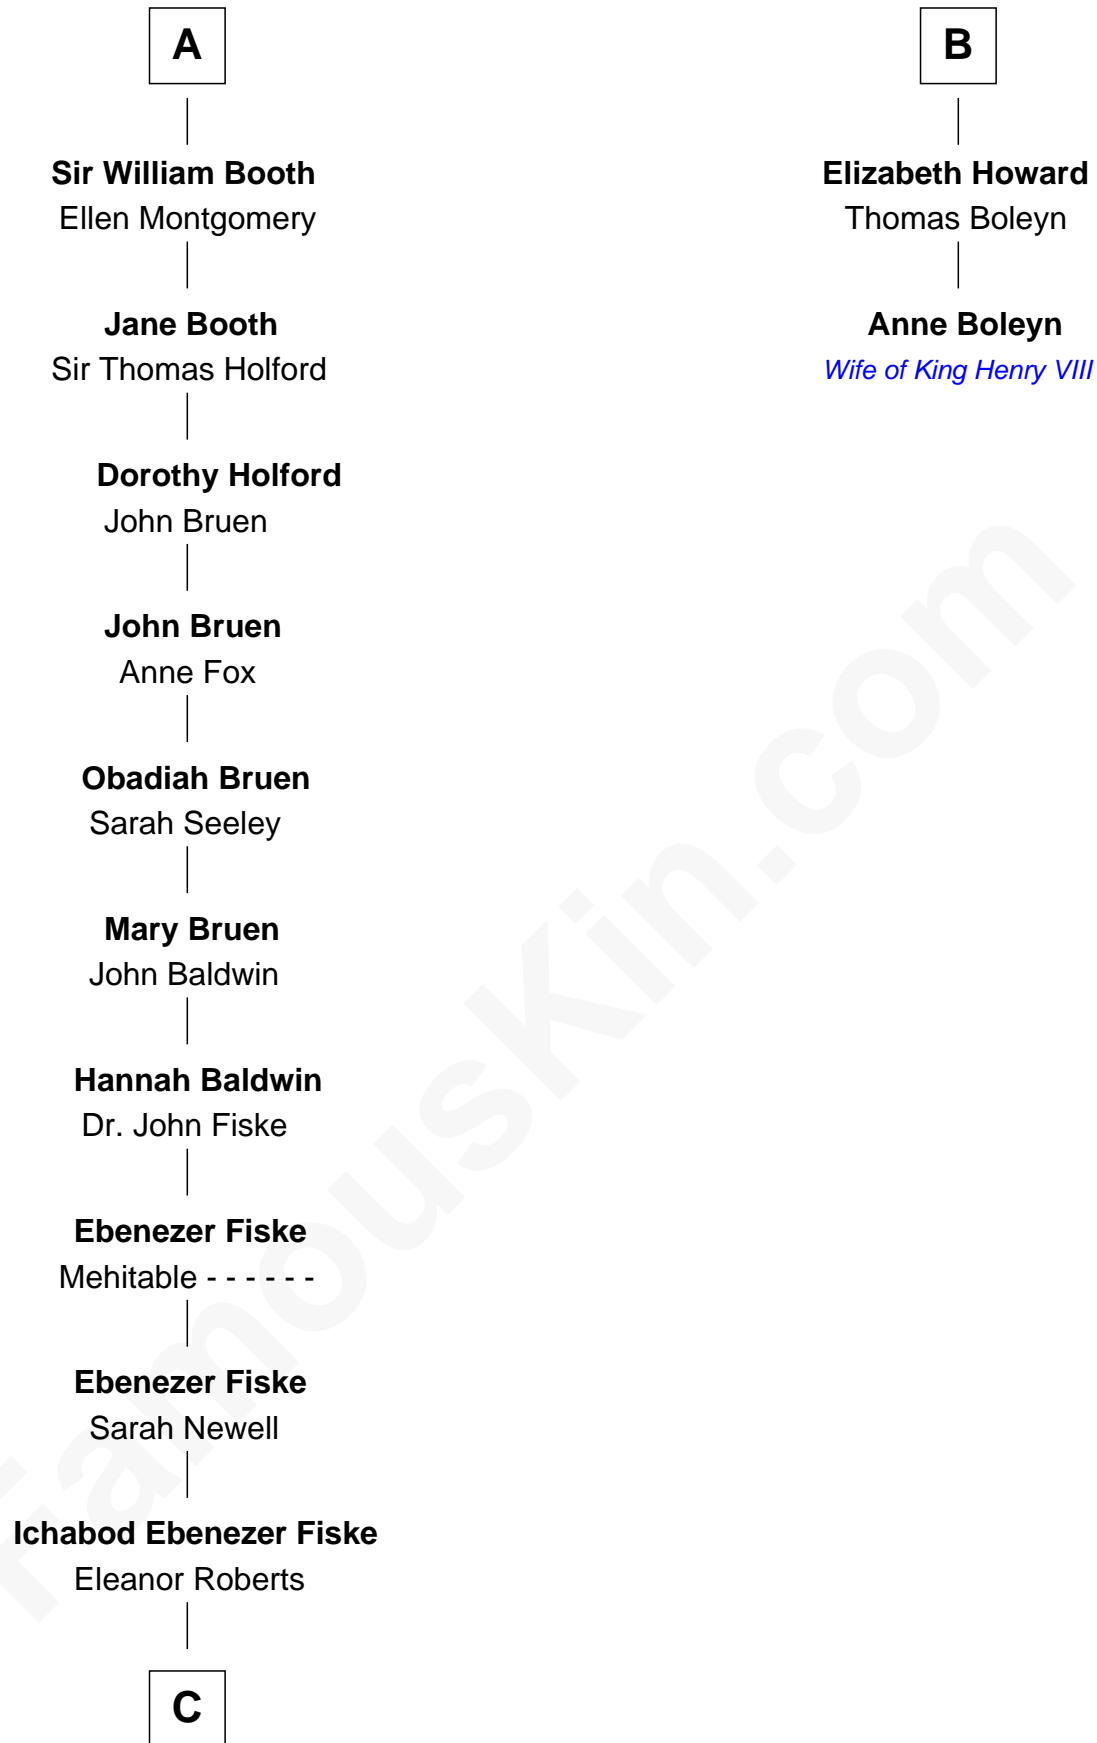 A
Sir William Booth
Ellen Montgomery
Jane Booth
Sir Thomas Holford
Dorothy Holford
John Bruen
John Bruen
Anne Fox
Obadiah Bruen
Sarah Seeley
Mary Bruen
John Baldwin
Hannah Baldwin
Dr. John Fiske
Ebenezer Fiske
Mehitable - - - - - -
Ebenezer Fiske
Sarah Newell
Ichabod Ebenezer Fiske
Eleanor Roberts
C
B
Elizabeth Howard
Thomas Boleyn
Anne Boleyn
Wife of King Henry VIII
FamousKin.com